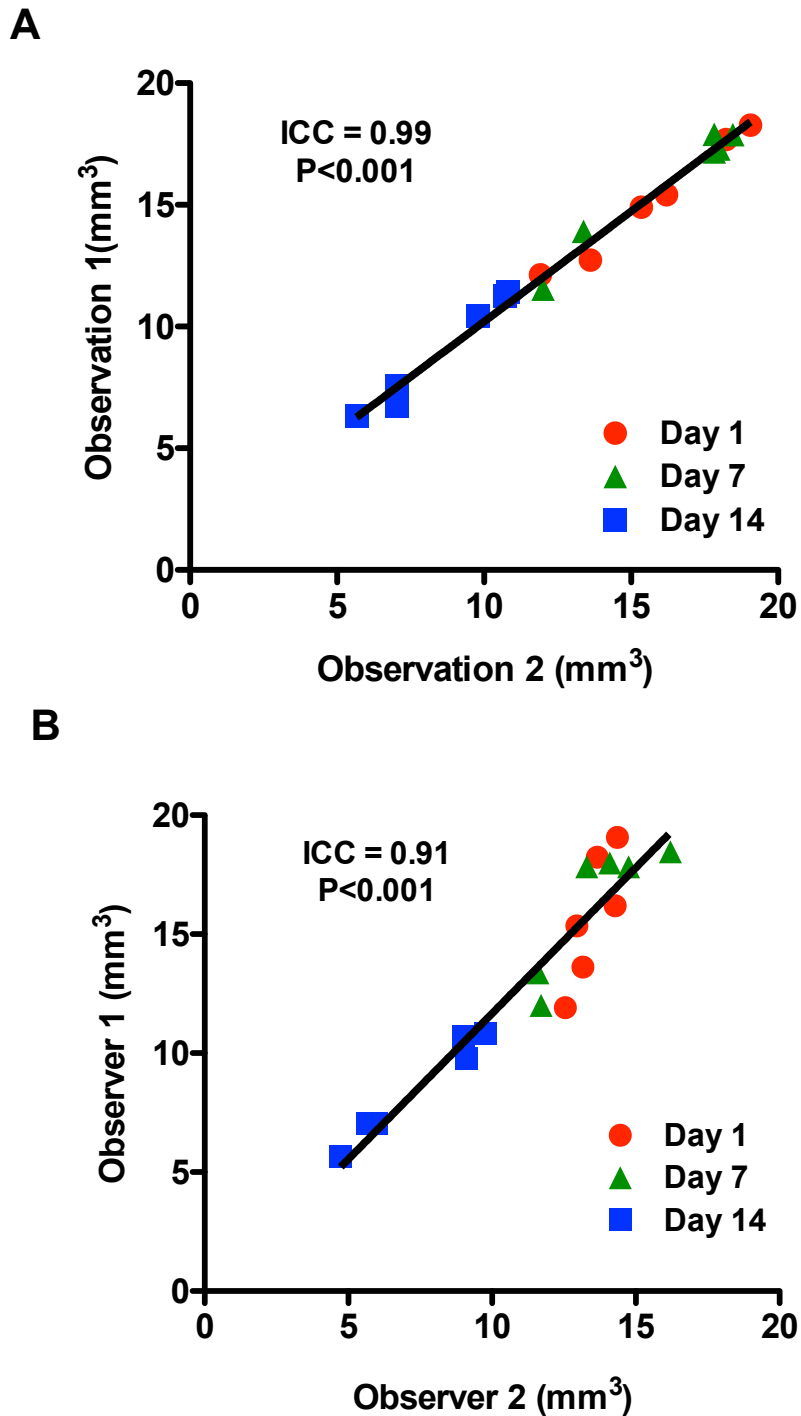 A
20
15
10
5
0
ICC = 0.99
P<0.001
Observation 1(mm³)
Day 1
Day 7
Day 14
0 5 10 15 20
Observation 2 (mm³)
B
20
15
10
5
0
ICC = 0.91
P<0.001
Observer 1 (mm³)
Day 1
Day 7
Day 14
0 5 10 15 20
Observer 2 (mm³)